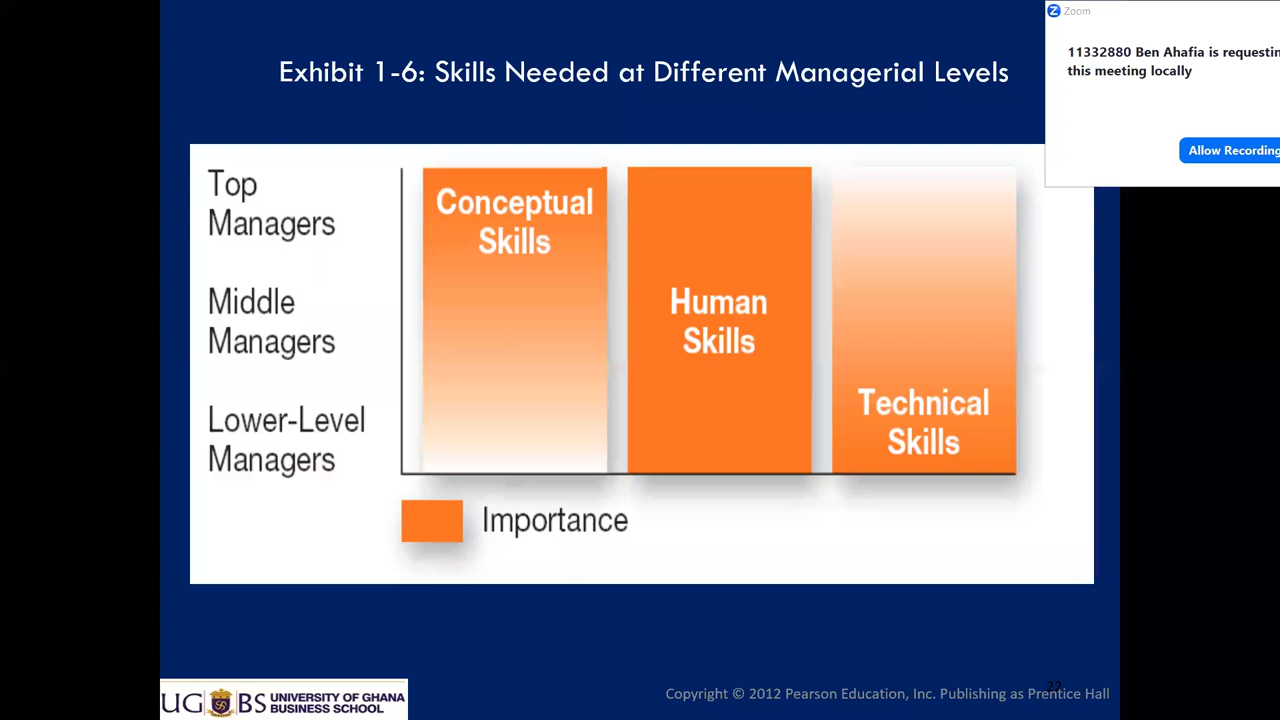 Exhibit 1-6: Skills Needed at Different Managerial Levels
Zoom
11332880 Ben Ahafia is requestin
this meeting locally
Allow Recording
Top
Managers
Middle
Managers
Lower-Level
Managers
Conceptual
Skills
Human
Skills
Technical
Skills
Importance
UGBS
UNIVERSITY OF GHANA
BUSINESS SCHOOL
22
Copyright © 2012 Pearson Education, Inc. Publishing as Prentice Hall